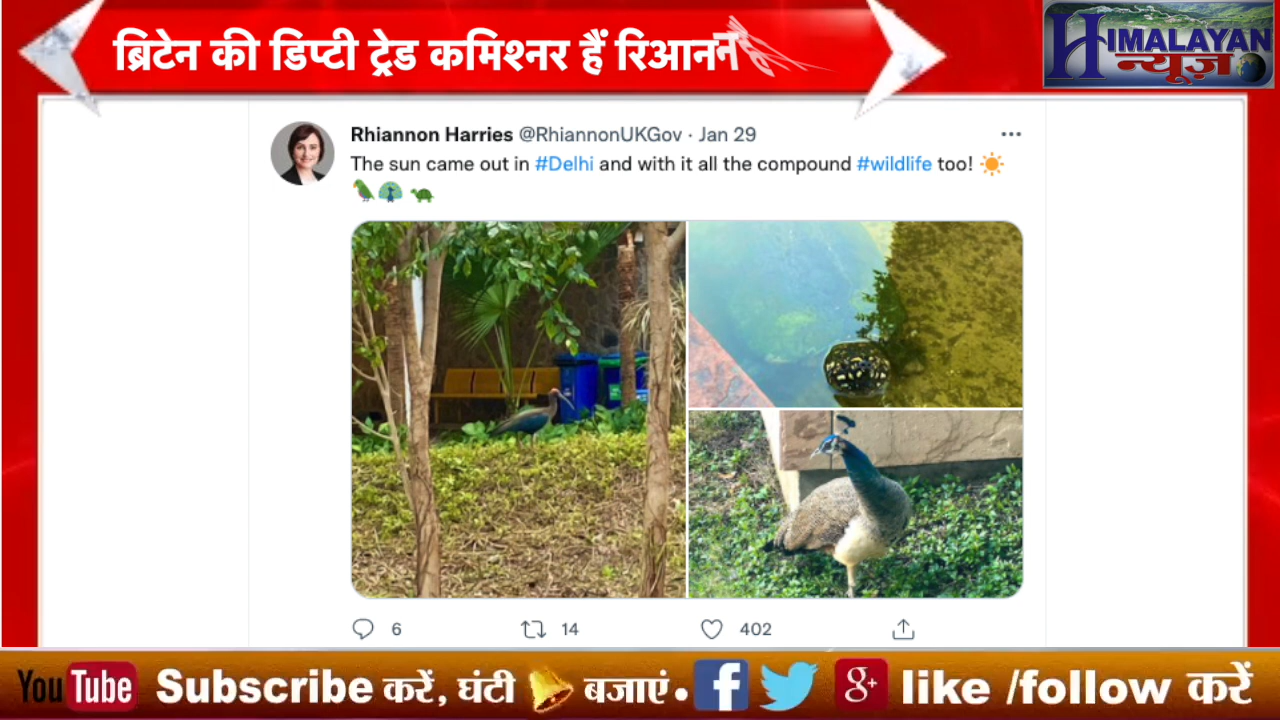 ब्रिटेन की डिप्टी ट्रेड कमिश्नर हैं रिआनन
HIMALAYAN
न्यूज़
Rhiannon Harries @RhiannonUKGov · Jan 29
The sun came out in #Delhi and with it all the compound #wildlife too! ☀️
🦜🦚 🐢
6 14 402
YouTube Subscribe करें, घंटी 🔔 बजाएं • f g+ like /follow करें